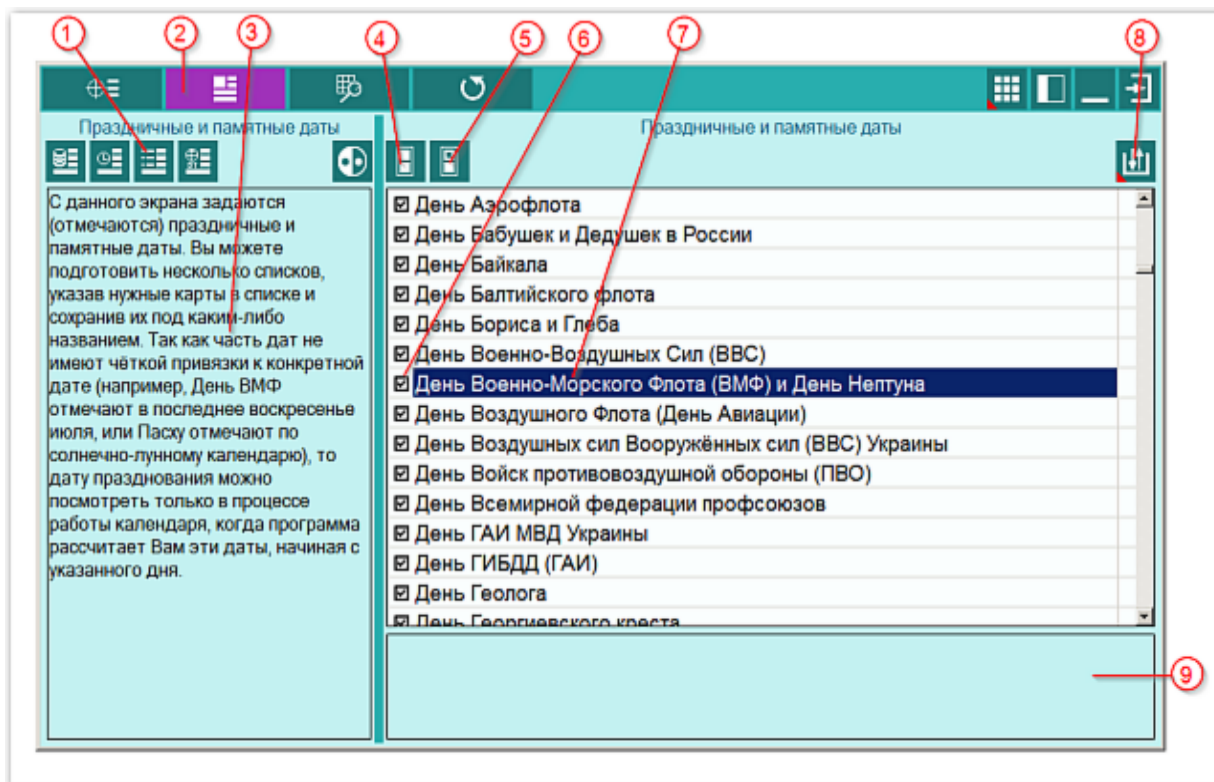 1 2 3 4 5 6 7 8
Праздничные и памятные даты
С данного экрана задаются
(отмечаются) праздничные и
памятные даты. Вы можете
подготовить несколько списков,
указав нужные карты в списке и
сохранив их под каким-либо
названием. Так как часть дат не
имеют чёткой привязки к конкретной
дате (например, День ВМФ
отмечают в последнее воскресенье
июля, или Пасху отмечают по
солнечно-лунному календарю), то
дату празднования можно
посмотреть только в процессе
работы календаря, когда программа
рассчитает Вам эти даты, начиная с
указанного дня.
Праздничные и памятные даты
День Аэрофлота
День Бабушек и Дедушек в России
День Байкала
День Балтийского флота
День Бориса и Глеба
День Военно-Воздушных Сил (ВВС)
День Военно-Морского Флота (ВМФ) и День Нептуна
День Воздушного Флота (День Авиации)
День Воздушных сил Вооружённых сил (ВВС) Украины
День Войск противовоздушной обороны (ПВО)
День Всемирной федерации профсоюзов
День ГАИ МВД Украины
День ГИБДД (ГАИ)
День Геолога
День Георгиевского креста
9